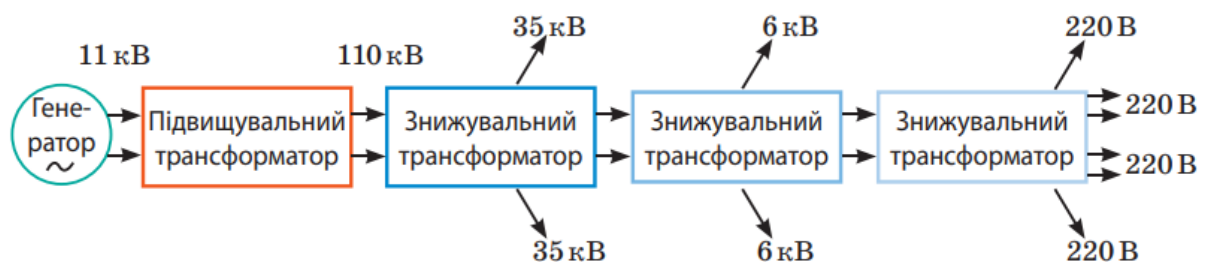 35 кВ
6 кВ
220 В
11 кВ
110 кВ
Гене-
ратор
~
Підвищувальний
трансформатор
Знижувальний
трансформатор
Знижувальний
трансформатор
Знижувальний
трансформатор
220 В
220 В
35 кВ
6 кВ
220 В